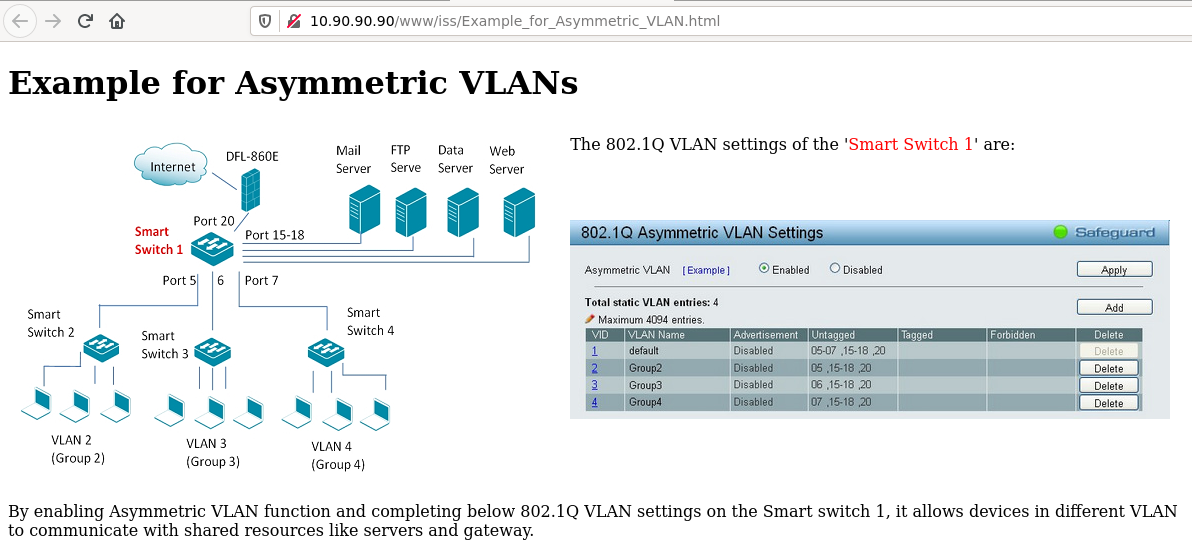 10.90.90.90/www/iss/Example_for_Asymmetric_VLAN.html
Example for Asymmetric VLANs
Internet
DFL-860E
Mail
Server
FTP
Serve
Data
Server
Web
Server
Port 20
Smart
Switch 1
Port 15-18
Port 5
6
Port 7
Smart
Switch 2
Smart
Switch 3
Smart
Switch 4
VLAN 2
(Group 2)
VLAN 3
(Group 3)
VLAN 4
(Group 4)
The 802.1Q VLAN settings of the 'Smart Switch 1' are:
802.1Q Asymmetric VLAN Settings Safeguard
Asymmetric VLAN [ Example ] Enabled Disabled Apply
Total static VLAN entries: 4
Add
Maximum 4094 entries.
VID VLAN Name Advertisement Untagged Tagged Forbidden Delete
1 default Disabled 05-07 ,15-18 ,20 Delete
2 Group2 Disabled 05 ,15-18 ,20 Delete
3 Group3 Disabled 06 ,15-18 ,20 Delete
4 Group4 Disabled 07 ,15-18 ,20 Delete
By enabling Asymmetric VLAN function and completing below 802.1Q VLAN settings on the Smart switch 1, it allows devices in different VLAN
to communicate with shared resources like servers and gateway.